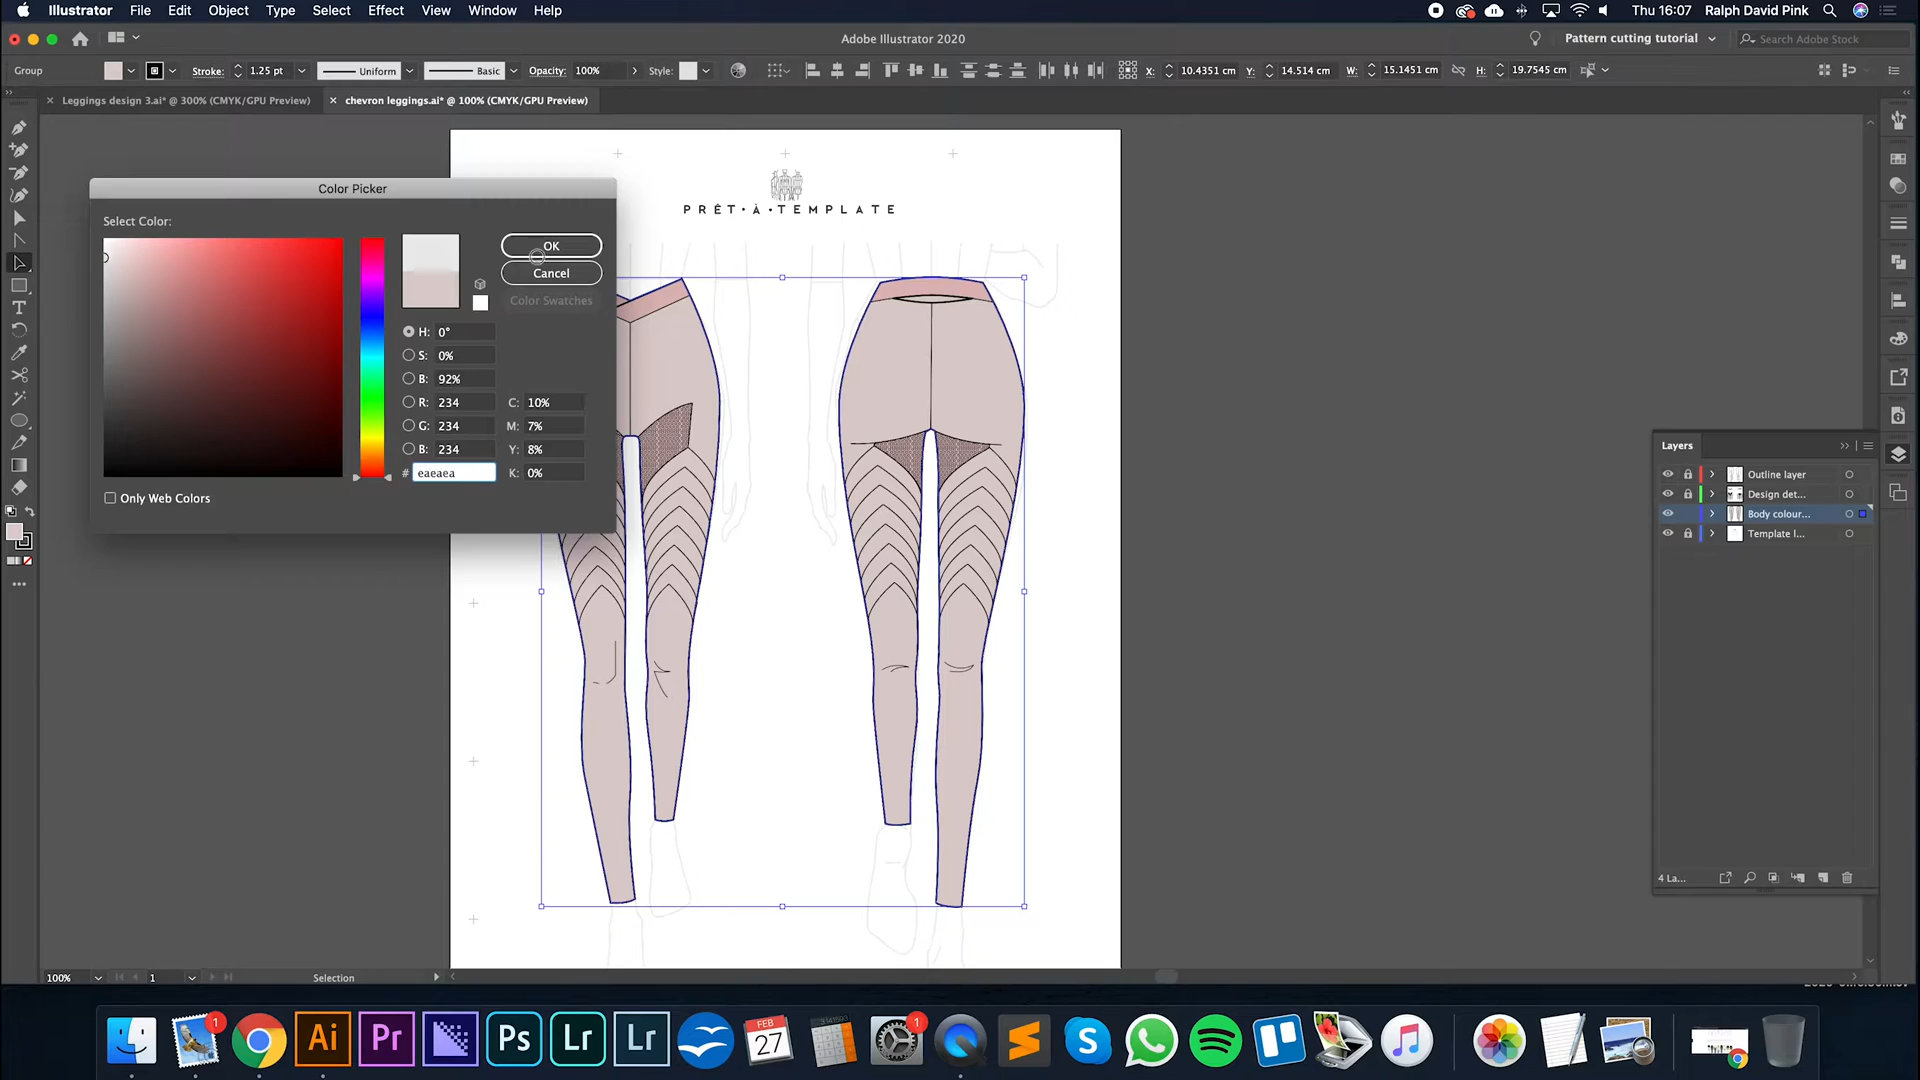 Illustrator File Edit Object Type Select Effect View Window Help
Thu 16:07 Ralph David Pink
Adobe Illustrator 2020
Pattern cutting tutorial
Search Adobe Stock
Group
Stroke: 1.25 pt Uniform Basic Opacity: 100% Style: X: 10.4351 cm Y: 14.514 cm W: 15.1451 cm H: 19.7545 cm
Leggings design 3.ai* @ 300% (CMYK/GPU Preview)
chevron leggings.ai* @ 100% (CMYK/GPU Preview)
PRÊT·À·TEMPLATE
Color Picker
Select Color:
OK
Cancel
Color Swatches
H: 0°
S: 0%
B: 92%
R: 234 C: 10%
G: 234 M: 7%
B: 234 Y: 8%
# eaeaea K: 0%
Only Web Colors
Layers
Outline layer
Design det...
Body colour...
Template l...
4 La...
100% 1 Selection
1
Ai Pr Ps Lr Lr
FEB
27
1